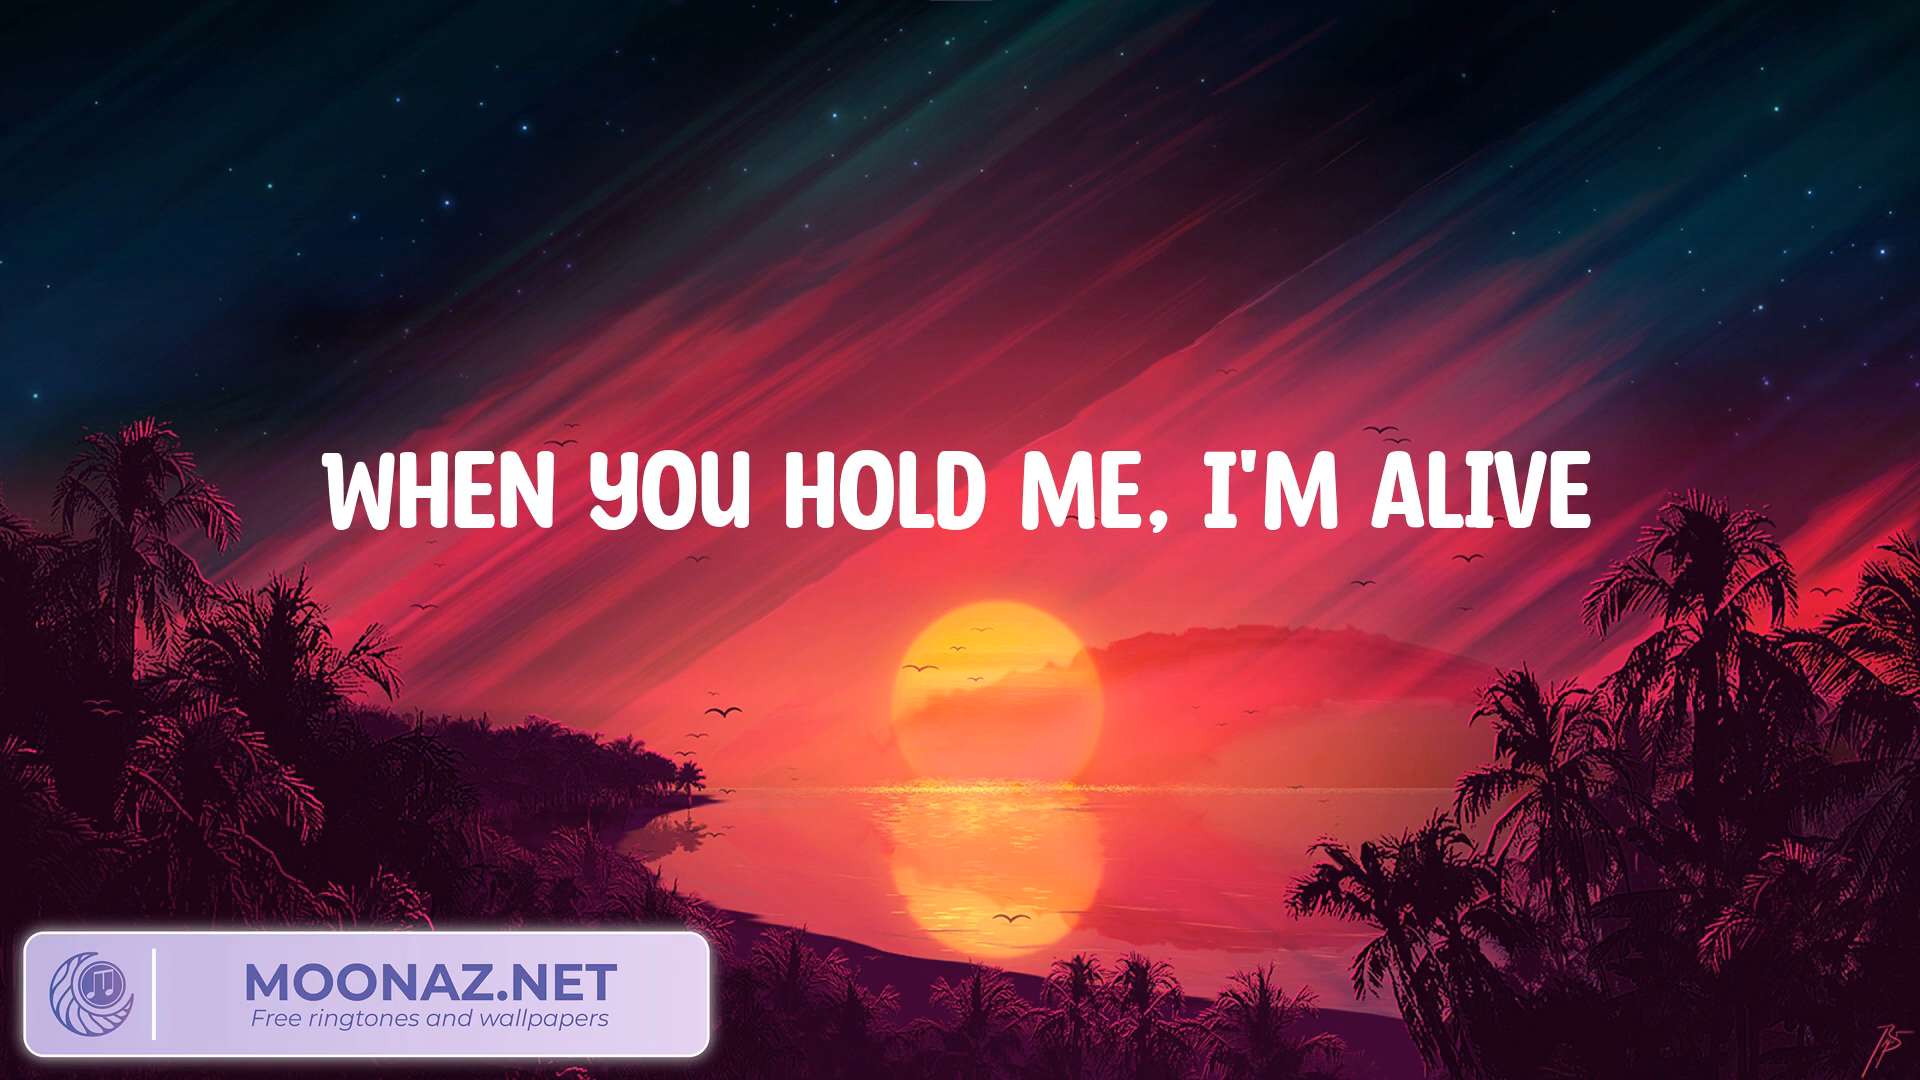 WHEN YOU HOLD ME, I'M ALIVE
MOONAZ.NET
Free ringtones and wallpapers